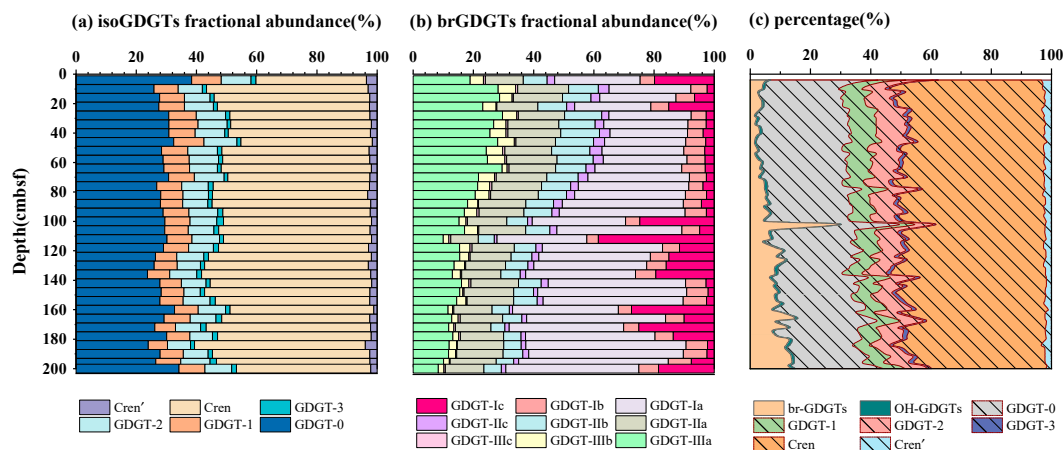 (a) isoGDGTs fractional abundance(%)
(b) brGDGTs fractional abundance(%)
(c) percentage(%)
0 20 40 60 80 100
0 20 40 60 80 100
0 20 40 60 80 100
Depth(cmbsf)
0
20
40
60
80
100
120
140
160
180
200
Cren′ Cren GDGT-3
GDGT-2 GDGT-1 GDGT-0
GDGT-Ic GDGT-Ib GDGT-Ia
GDGT-IIc GDGT-IIb GDGT-IIa
GDGT-IIIc GDGT-IIIb GDGT-IIIa
br-GDGTs OH-GDGTs GDGT-0
GDGT-1 GDGT-2 GDGT-3
Cren Cren′